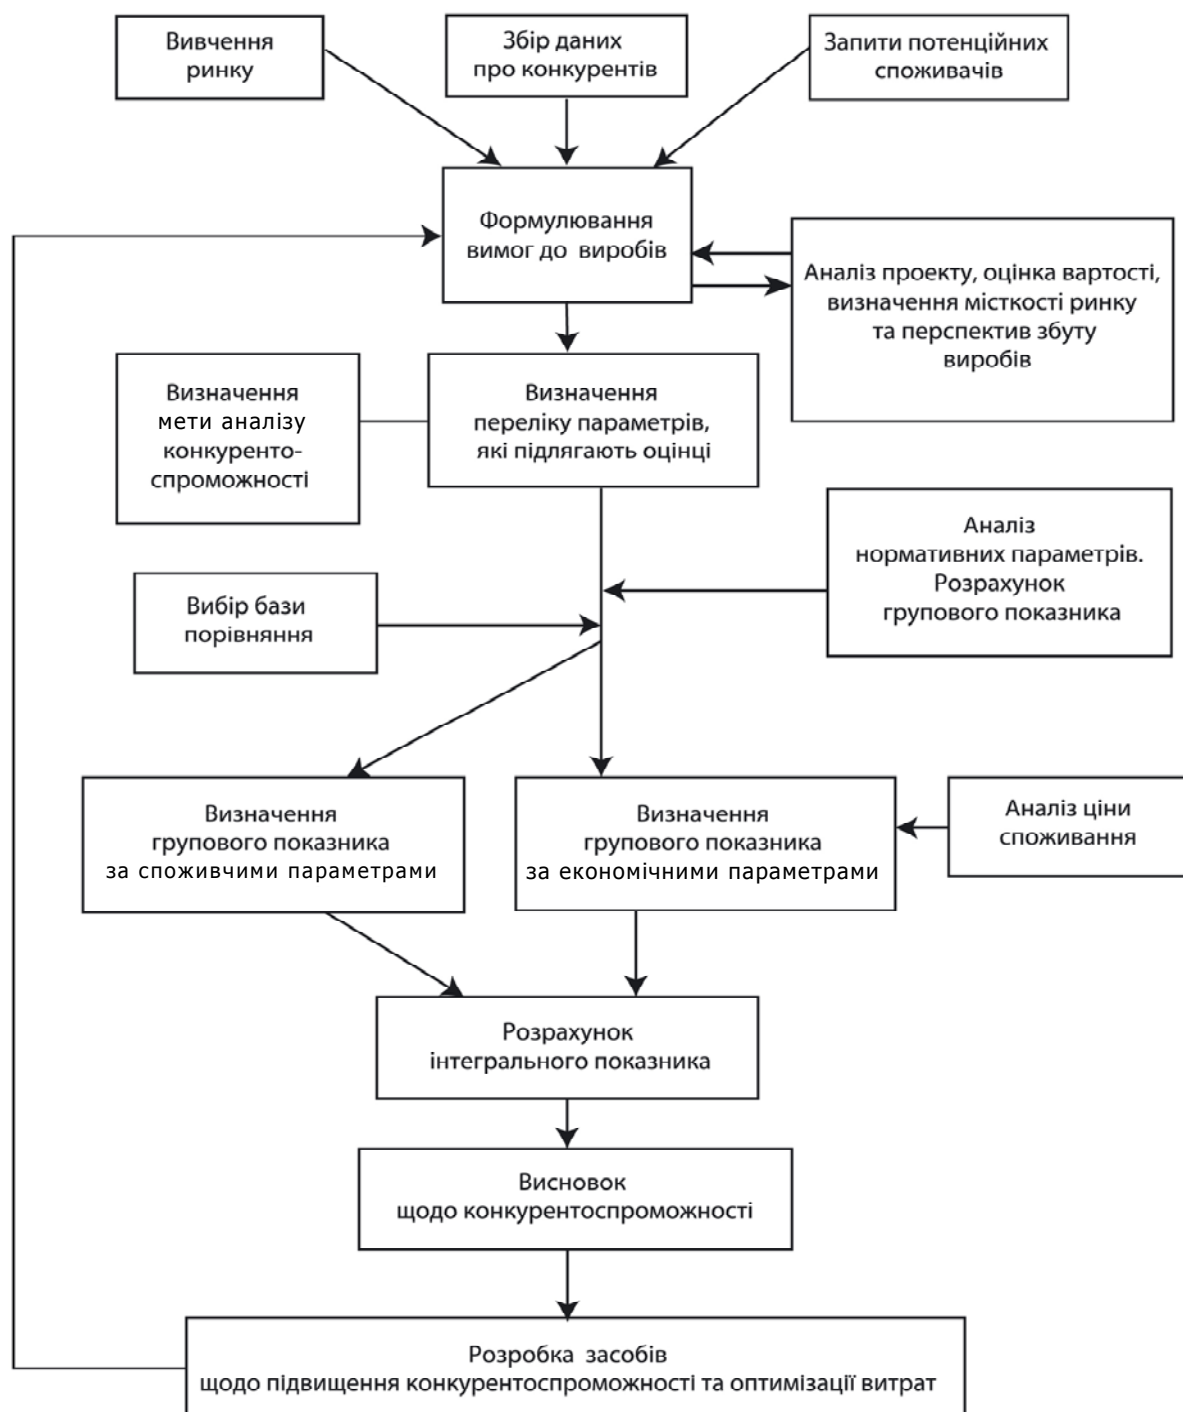 Вивчення
ринку
Збір даних
про конкурентів
Запити потенційних
споживачів
Формулювання
вимог до виробів
Аналіз проекту, оцінка вартості,
визначення місткості ринку
та перспектив збуту
виробів
Визначення
мети аналізу
конкуренто-
спроможності
Визначення
переліку параметрів,
які підлягають оцінці
Аналіз
нормативних параметрів.
Розрахунок
групового показника
Вибір бази
порівняння
Визначення
групового показника
за споживчими параметрами
Визначення
групового показника
за економічними параметрами
Аналіз ціни
споживання
Розрахунок
інтегрального показника
Висновок
щодо конкурентоспроможності
Розробка засобів
щодо підвищення конкурентоспроможності та оптимізації витрат